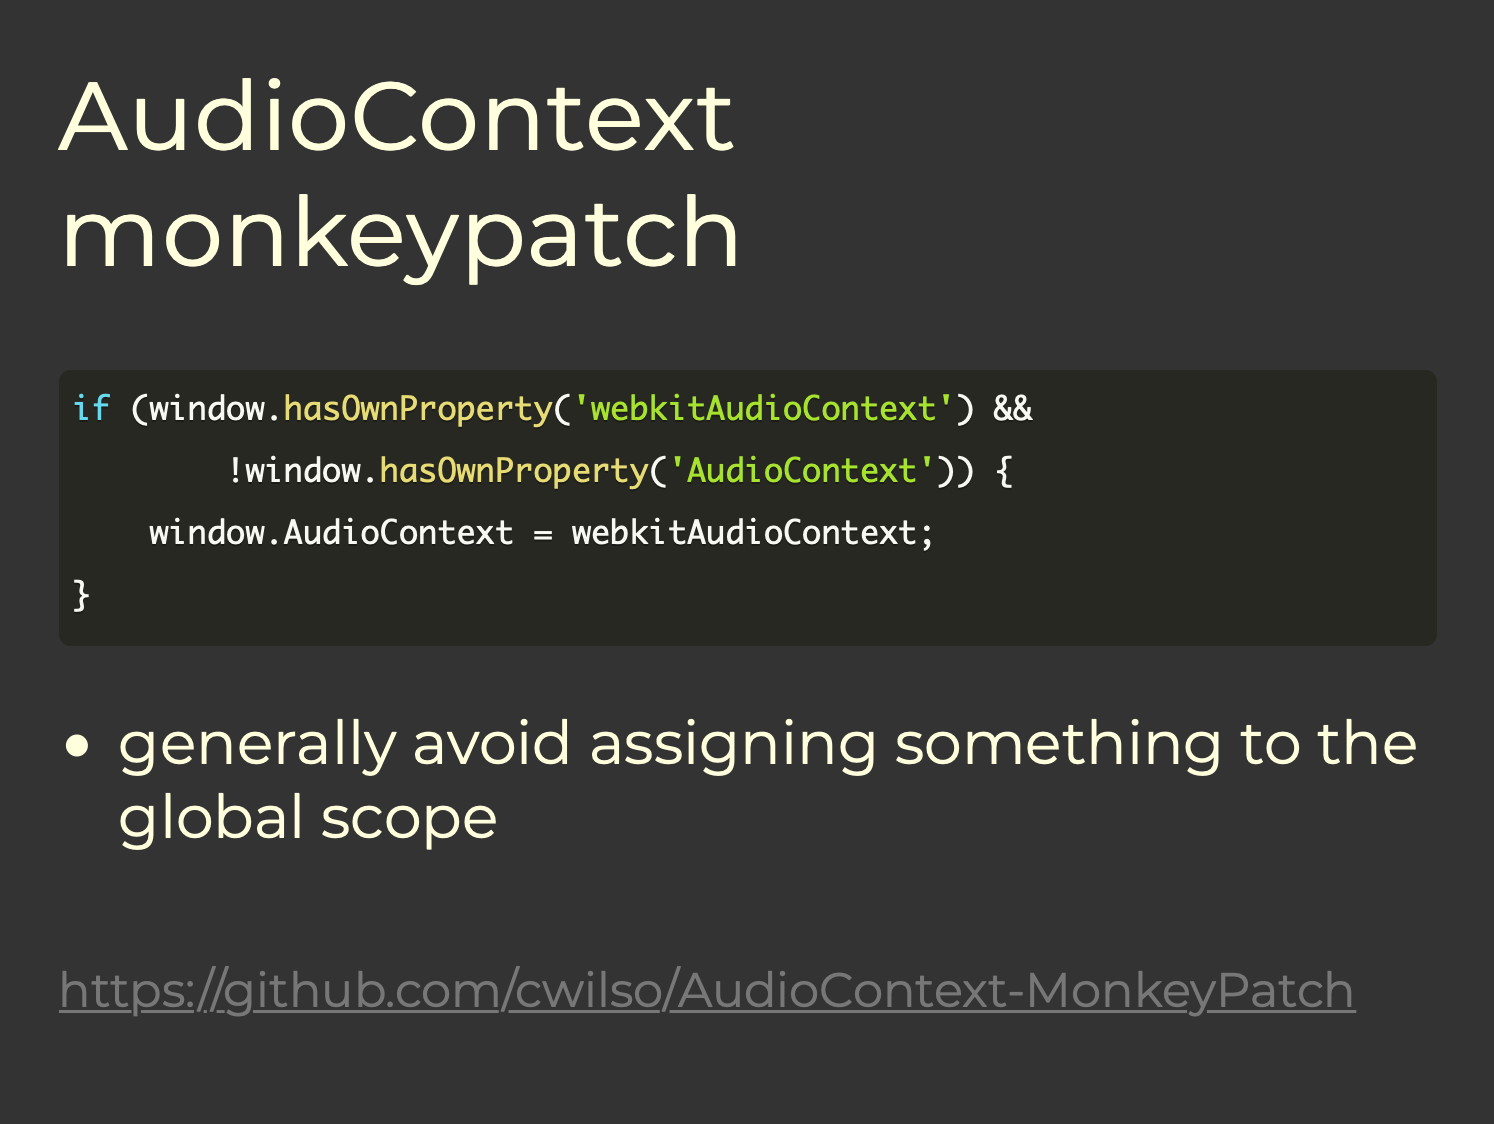 AudioContext
monkeypatch
if (window.hasOwnProperty('webkitAudioContext') &&
        !window.hasOwnProperty('AudioContext')) {
    window.AudioContext = webkitAudioContext;
}
• generally avoid assigning something to the
global scope
https://github.com/cwilso/AudioContext-MonkeyPatch